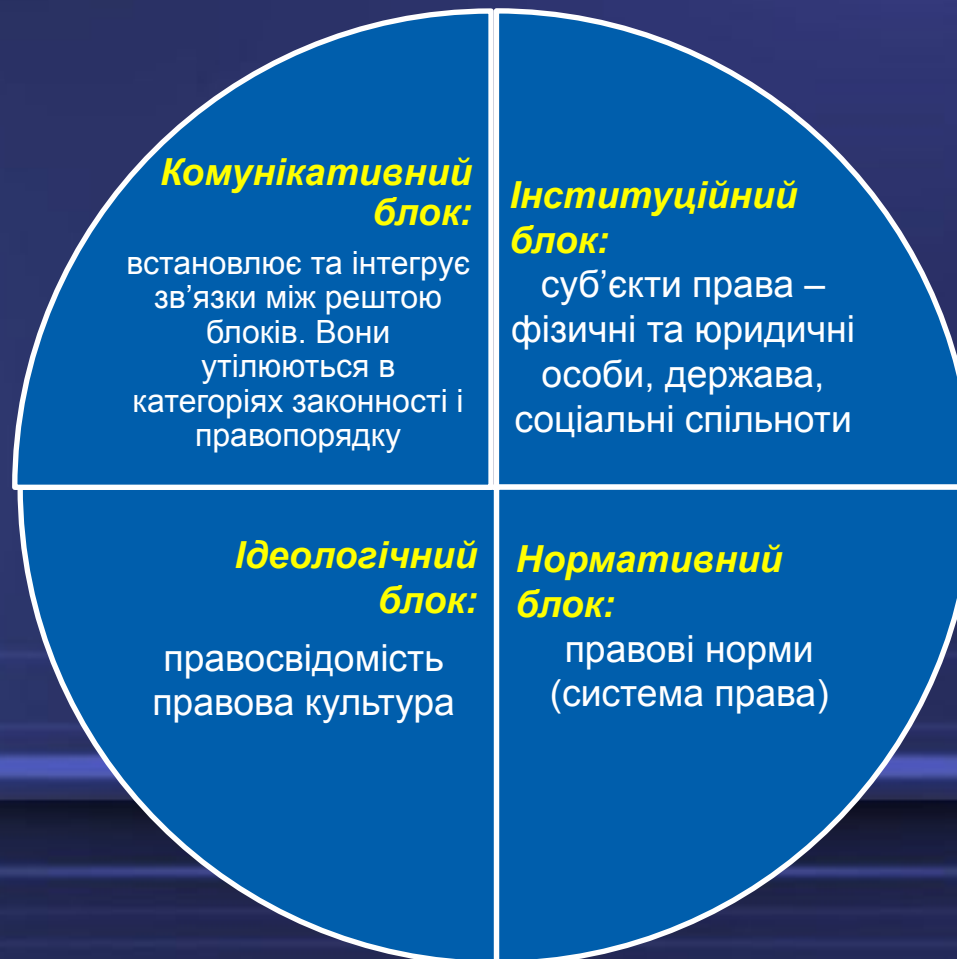 Комунікативний
блок:
встановлює та інтегрує
зв’язки між рештою
блоків. Вони
утілюються в
категоріях законності і
правопорядку
Інституційний
блок:
суб’єкти права –
фізичні та юридичні
особи, держава,
соціальні спільноти
Ідеологічний
блок:
правосвідомість
правова культура
Нормативний
блок:
правові норми
(система права)